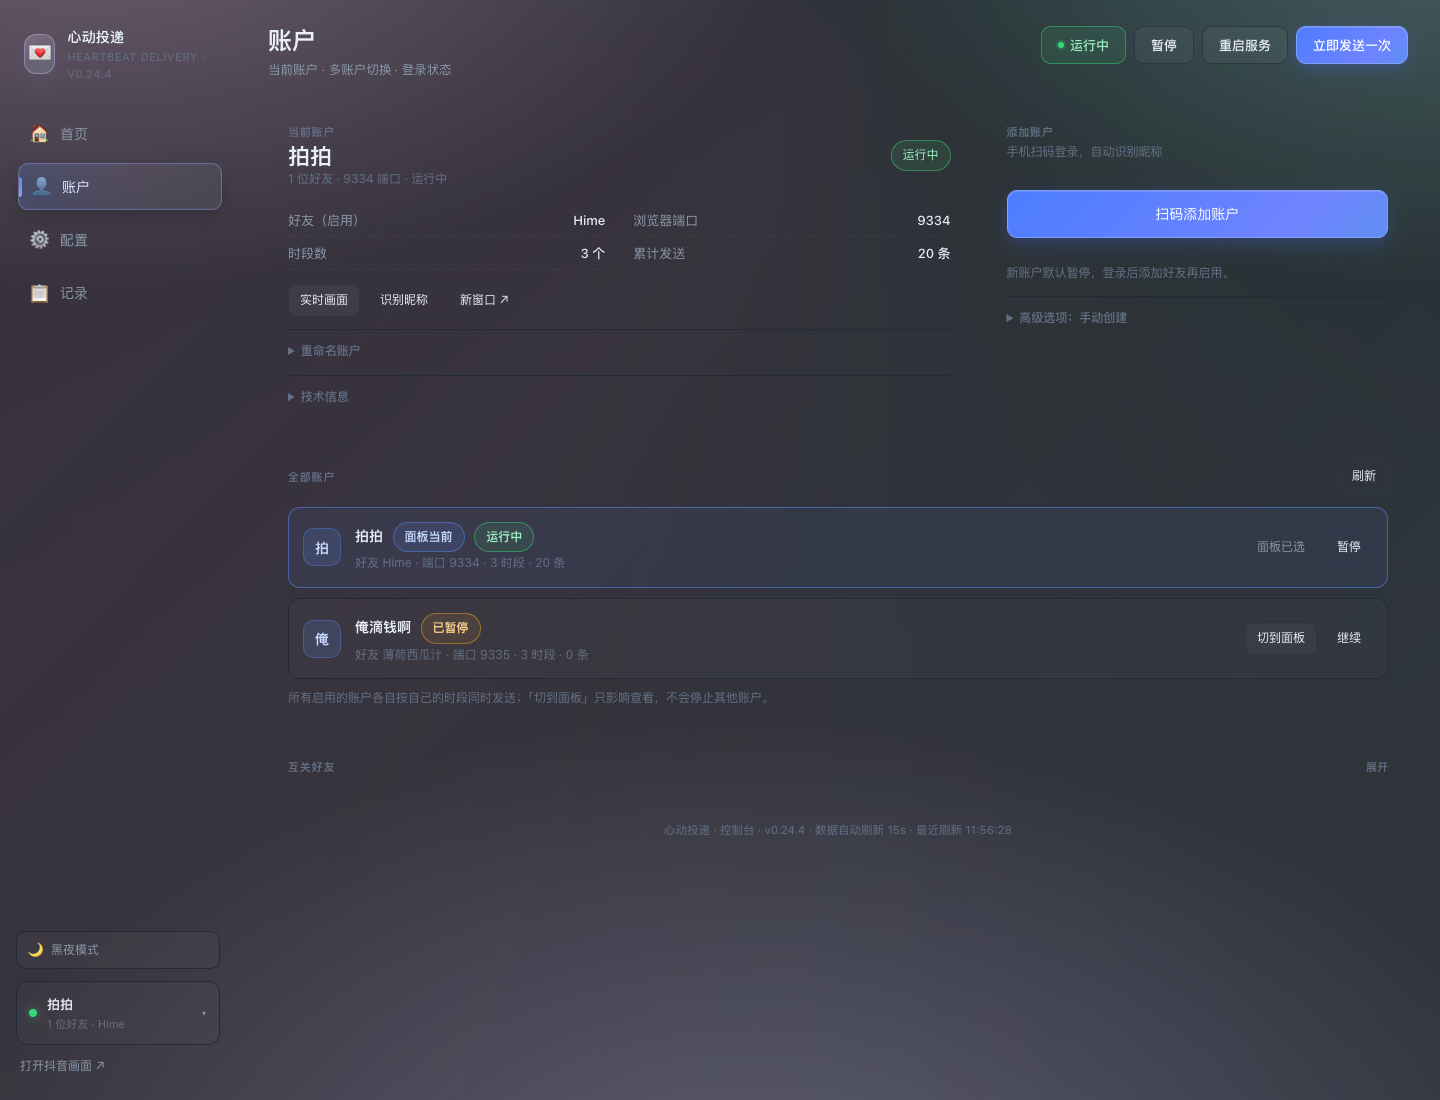 心动投递
HEARTBEAT DELIVERY ·
V0.24.4
首页
账户
配置
记录
黑夜模式
拍拍
1 位好友 · Hime
打开抖音画面 ↗
账户
当前账户 · 多账户切换 · 登录状态
运行中
暂停
重启服务
立即发送一次
当前账户
拍拍
1 位好友 · 9334 端口 · 运行中
运行中
好友（启用） Hime
浏览器端口 9334
时段数 3 个
累计发送 20 条
实时画面
识别昵称
新窗口 ↗
重命名账户
技术信息
添加账户
手机扫码登录，自动识别昵称
扫码添加账户
新账户默认暂停，登录后添加好友再启用。
高级选项：手动创建
全部账户
刷新
拍
拍拍 面板当前 运行中
好友 Hime · 端口 9334 · 3 时段 · 20 条
面板已选
暂停
俺
俺滴钱啊 已暂停
好友 薄荷西瓜汁 · 端口 9335 · 3 时段 · 0 条
切到面板
继续
所有启用的账户各自按自己的时段同时发送；「切到面板」只影响查看，不会停止其他账户。
互关好友
展开
心动投递 · 控制台 · v0.24.4 · 数据自动刷新 15s · 最近刷新 11:56:28